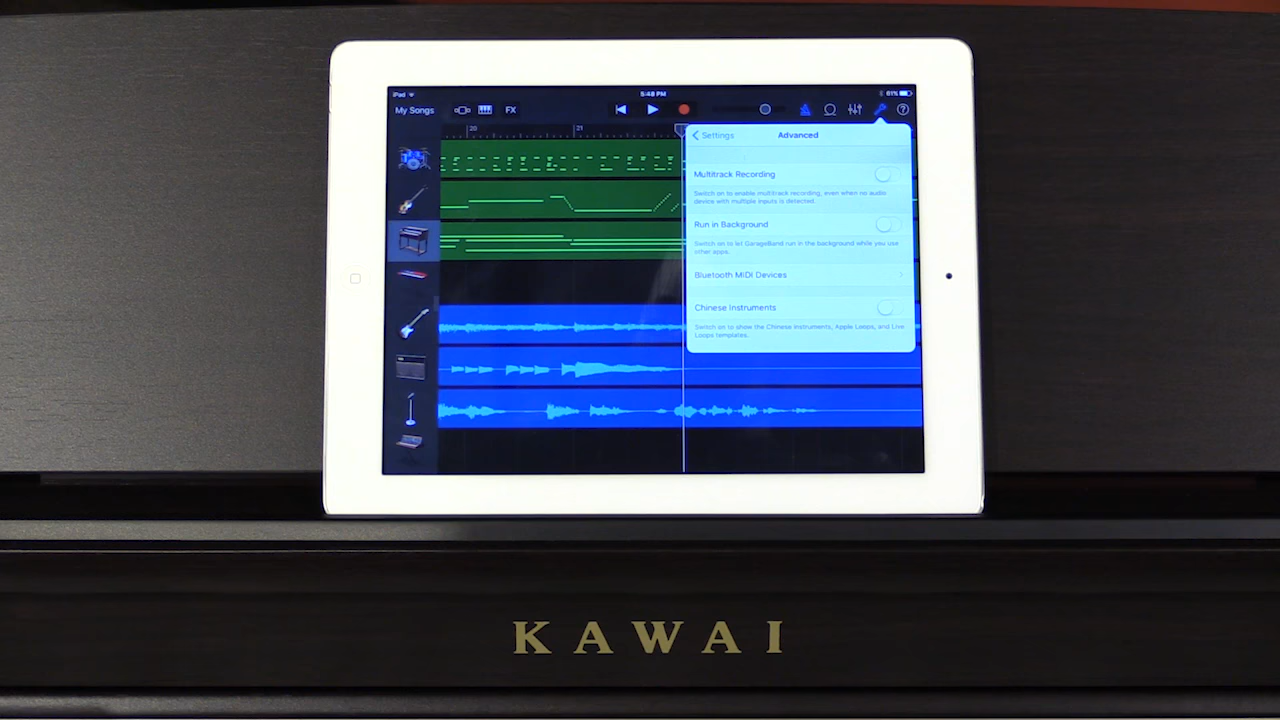 iPad 5:48 PM 61%
My Songs FX
20 21
Settings Advanced
Multitrack Recording
Switch on to enable multitrack recording, even when no audio
device with multiple inputs is detected.
Run in Background
Switch on to let GarageBand run in the background while you use
other apps.
Bluetooth MIDI Devices
Chinese Instruments
Switch on to show the Chinese Instruments, Apple Loops, and Live
Loops templates.
KAWAI